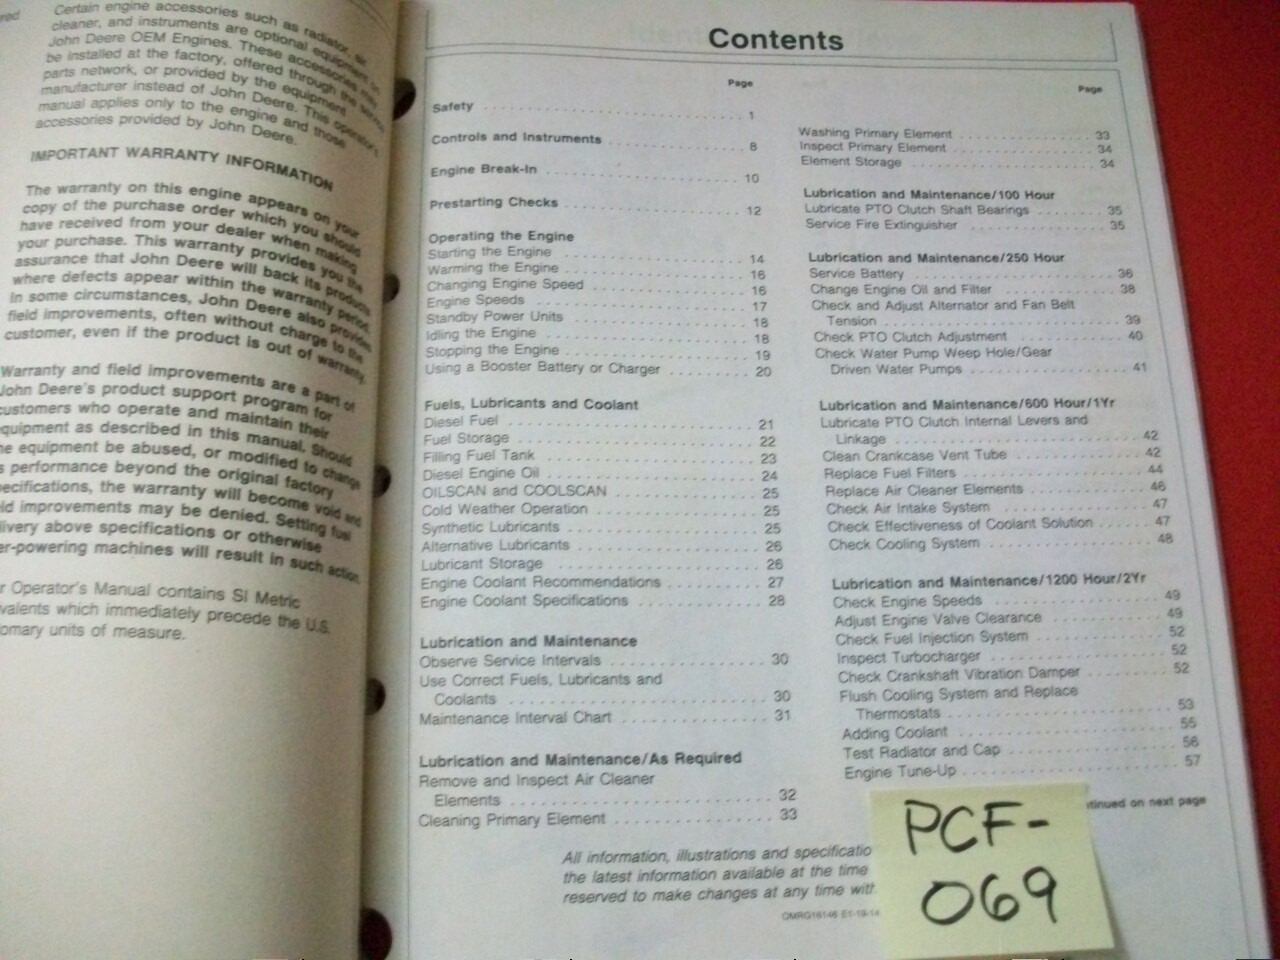 red
Certain engine accessories such as radiator, air
cleaner, and instruments are optional equipment on
John Deere OEM Engines. These accessories may
be installed at the factory, offered through the service
parts network, or provided by the equipment
manufacturer instead of John Deere. This operator's
manual applies only to the engine and those
accessories provided by John Deere.
IMPORTANT WARRANTY INFORMATION
The warranty on this engine appears on your
copy of the purchase order which you should
have received from your dealer when making
your purchase. This warranty provides you the
assurance that John Deere will back its products
where defects appear within the warranty period.
In some circumstances, John Deere also provides
field improvements, often without charge to the
customer, even if the product is out of warranty.
Warranty and field improvements are a part of
John Deere's product support program for
customers who operate and maintain their
equipment as described in this manual. Should
he equipment be abused, or modified to change
s performance beyond the original factory
ecifications, the warranty will become void and
ld improvements may be denied. Setting fuel
livery above specifications or otherwise
er-powering machines will result in such action.
r Operator's Manual contains SI Metric
valents which immediately precede the U.S.
omary units of measure.
Contents
Page
Safety . . . . 1
Controls and Instruments . . . . 8
Engine Break-In . . . . 10
Prestarting Checks . . . . 12
Operating the Engine
Starting the Engine . . . . 14
Warming the Engine . . . . 16
Changing Engine Speed . . . . 16
Engine Speeds . . . . 17
Standby Power Units . . . . 18
Idling the Engine . . . . 18
Stopping the Engine . . . . 19
Using a Booster Battery or Charger . . . . 20
Fuels, Lubricants and Coolant
Diesel Fuel . . . . 21
Fuel Storage . . . . 22
Filling Fuel Tank . . . . 23
Diesel Engine Oil . . . . 24
OILSCAN and COOLSCAN . . . . 25
Cold Weather Operation . . . . 25
Synthetic Lubricants . . . . 25
Alternative Lubricants . . . . 26
Lubricant Storage . . . . 26
Engine Coolant Recommendations . . . . 27
Engine Coolant Specifications . . . . 28
Lubrication and Maintenance
Observe Service Intervals . . . . 30
Use Correct Fuels, Lubricants and
Coolants . . . . 30
Maintenance Interval Chart . . . . 31
Lubrication and Maintenance/As Required
Remove and Inspect Air Cleaner
Elements . . . . 32
Cleaning Primary Element . . . . 33
Page
Washing Primary Element . . . . 33
Inspect Primary Element . . . . 34
Element Storage . . . . 34
Lubrication and Maintenance/100 Hour
Lubricate PTO Clutch Shaft Bearings . . . . 35
Service Fire Extinguisher . . . . 35
Lubrication and Maintenance/250 Hour
Service Battery . . . . 36
Change Engine Oil and Filter . . . . 38
Check and Adjust Alternator and Fan Belt
Tension . . . . 39
Check PTO Clutch Adjustment . . . . 40
Check Water Pump Weep Hole/Gear
Driven Water Pumps . . . . 41
Lubrication and Maintenance/600 Hour/1Yr
Lubricate PTO Clutch Internal Levers and
Linkage . . . . 42
Clean Crankcase Vent Tube . . . . 42
Replace Fuel Filters . . . . 44
Replace Air Cleaner Elements . . . . 46
Check Air Intake System . . . . 47
Check Effectiveness of Coolant Solution . . . . 47
Check Cooling System . . . . 48
Lubrication and Maintenance/1200 Hour/2Yr
Check Engine Speeds . . . . 49
Adjust Engine Valve Clearance . . . . 49
Check Fuel Injection System . . . . 52
Inspect Turbocharger . . . . 52
Check Crankshaft Vibration Damper . . . . 52
Flush Cooling System and Replace
Thermostats . . . . 53
Adding Coolant . . . . 55
Test Radiator and Cap . . . . 56
Engine Tune-Up . . . . 57
ntinued on next page
All information, illustrations and specificatio
the latest information available at the time
reserved to make changes at any time with
OMRG16146 E1-19-14
PCF-
069